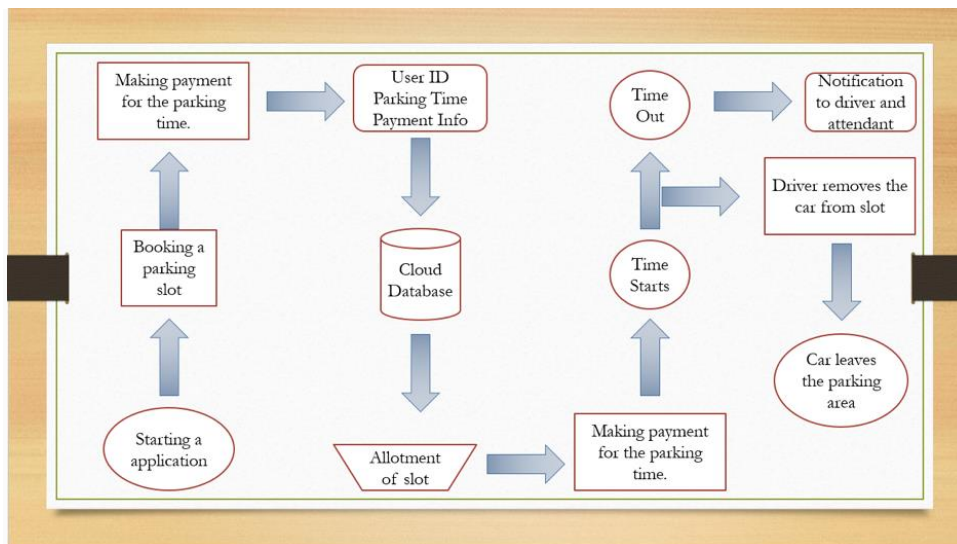 Making payment
for the parking
time.
User ID
Parking Time
Payment Info
Time
Out
Notification
to driver and
attendant
Driver removes the
car from slot
Booking a
parking
slot
Cloud
Database
Time
Starts
Car leaves
the parking
area
Starting a
application
Allotment
of slot
Making payment
for the parking
time.